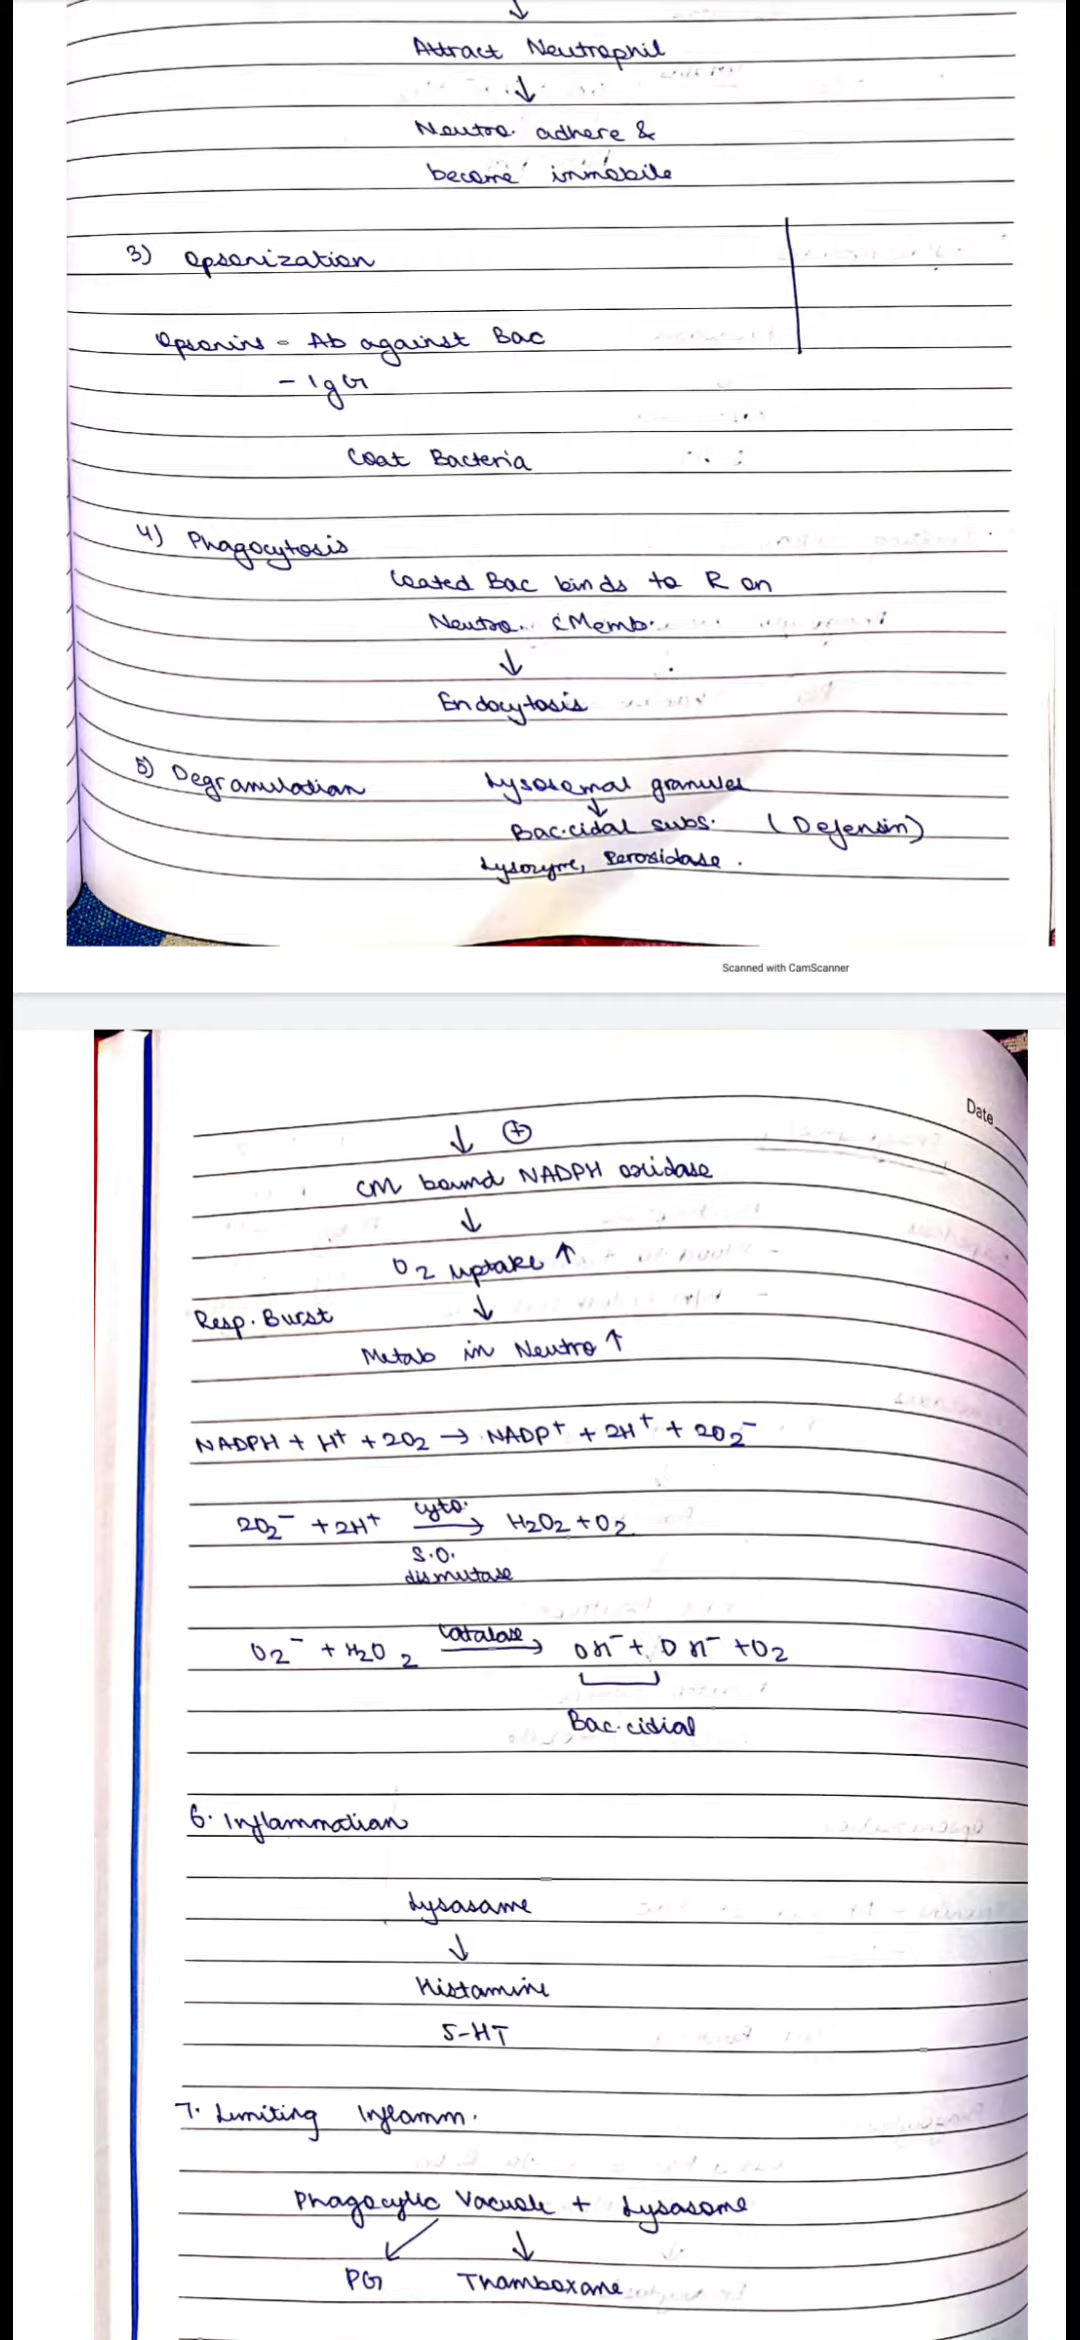 ↓
Attract Neutrophil
↓
Neutro. adhere &
become immobile
3) Opsonization
Opsonins = Ab against Bac
- IgG
Coat Bacteria
4) Phagocytosis
Coated Bac binds to R on
Neutro. Memb.
↓
Endocytosis
5) Degranulation Lysosomal granules
↓
Bac.cidal subs. (Defensin)
Lysozyme, Peroxidase.
Scanned with CamScanner
Date
↓ ⊕
CM bound NADPH oxidase
↓
O2 uptake ↑
Resp. Burst ↓
Metab in Neutro ↑
NADPH + H+ + 2O2 → NADP+ + 2H+ + 2O2-
2O2- + 2H+ cyto. → H2O2 + O2
S.O.
dismutase
O2- + H2O2 Catalase → OH- + OH- + O2
Bac.cidial
6. Inflammation
Lysosome
↓
Histamine
5-HT
7. Limiting Inflamm.
Phagocytic Vacuole + Lysosome
↙ ↓
PG Thamboxane